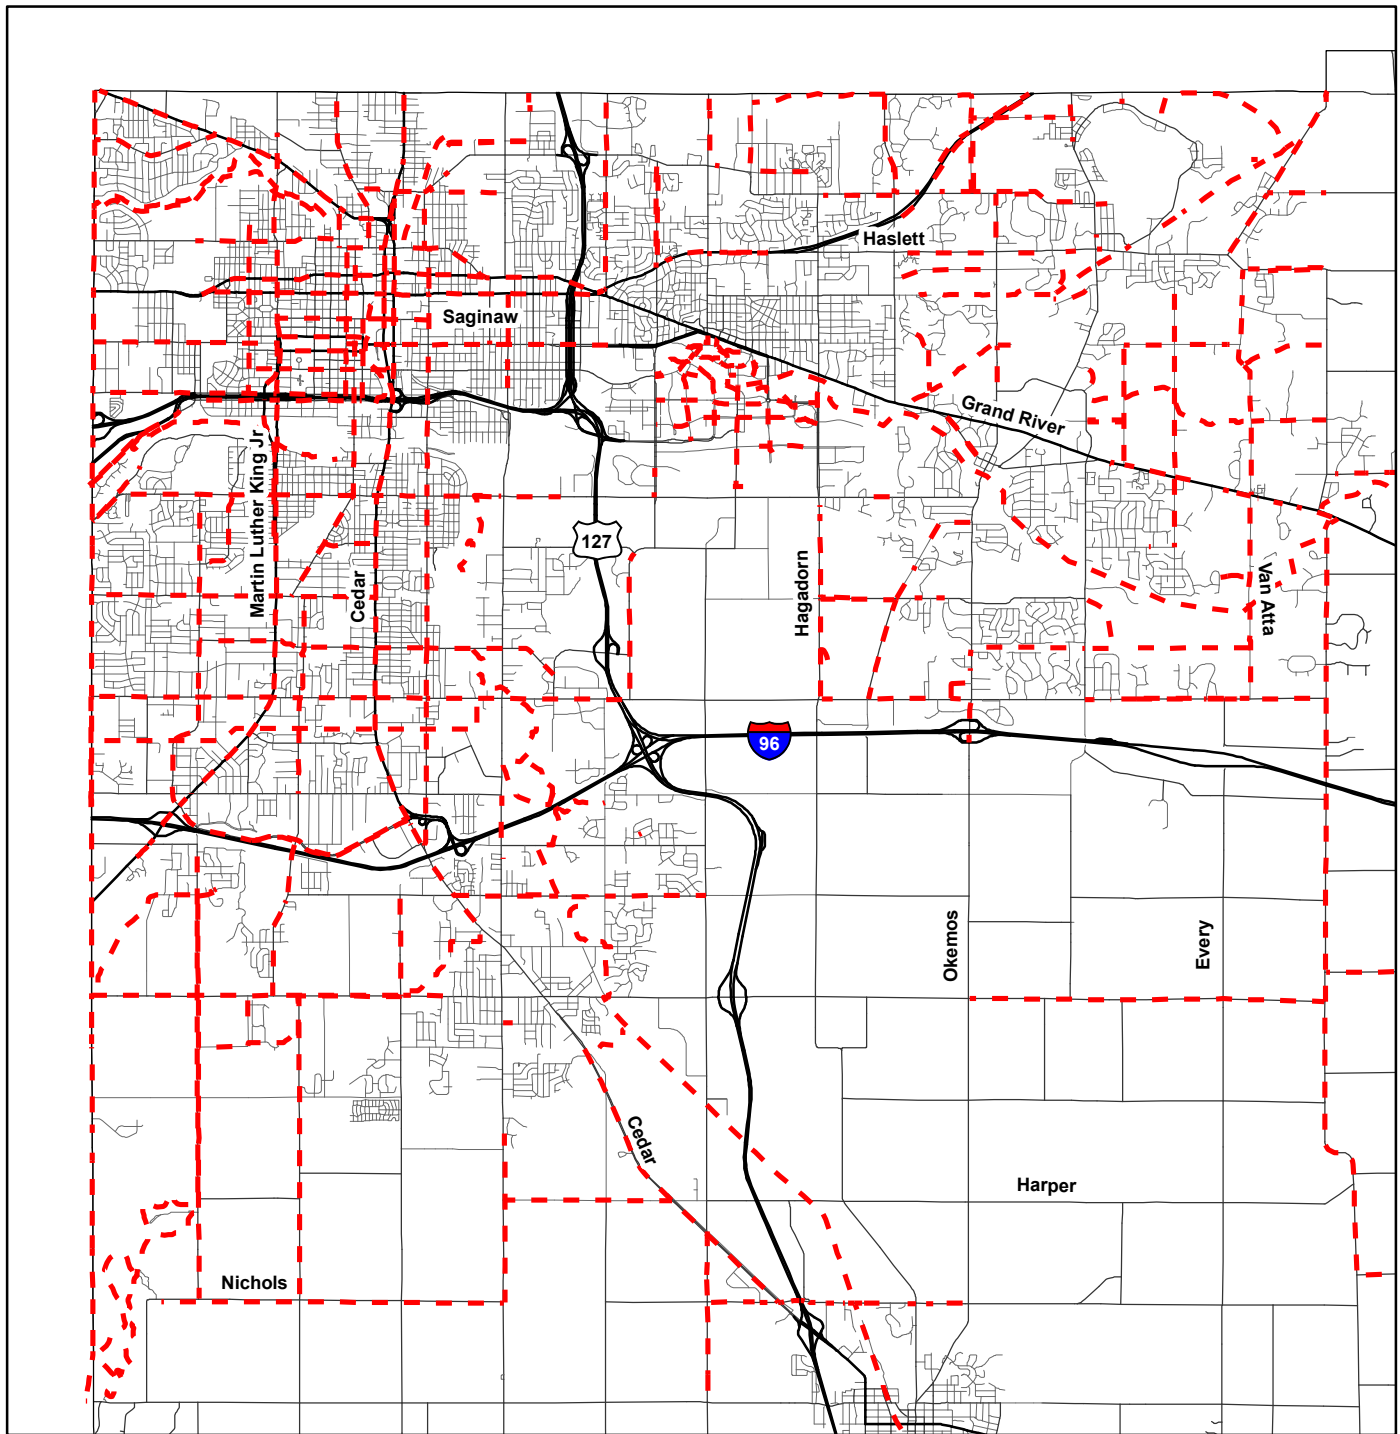 Haslett
Saginaw
Grand River
Martin Luther King Jr
127
Cedar
Hagadorn
Van Atta
96
Okemos
Every
Cedar
Harper
Nichols